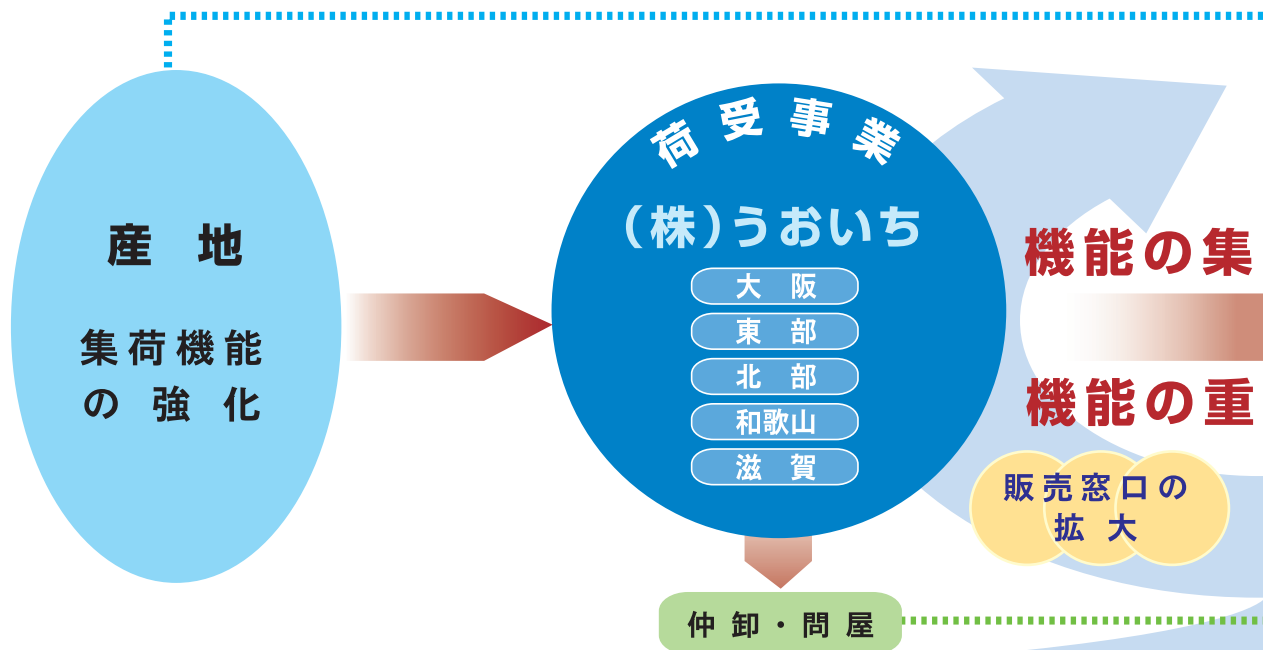 産 地
集荷機能
の 強 化
荷受事業
（株）うおいち
大 阪
東 部
北 部
和歌山
滋 賀
機能の集
機能の重
販売窓口の
拡 大
仲卸・問屋